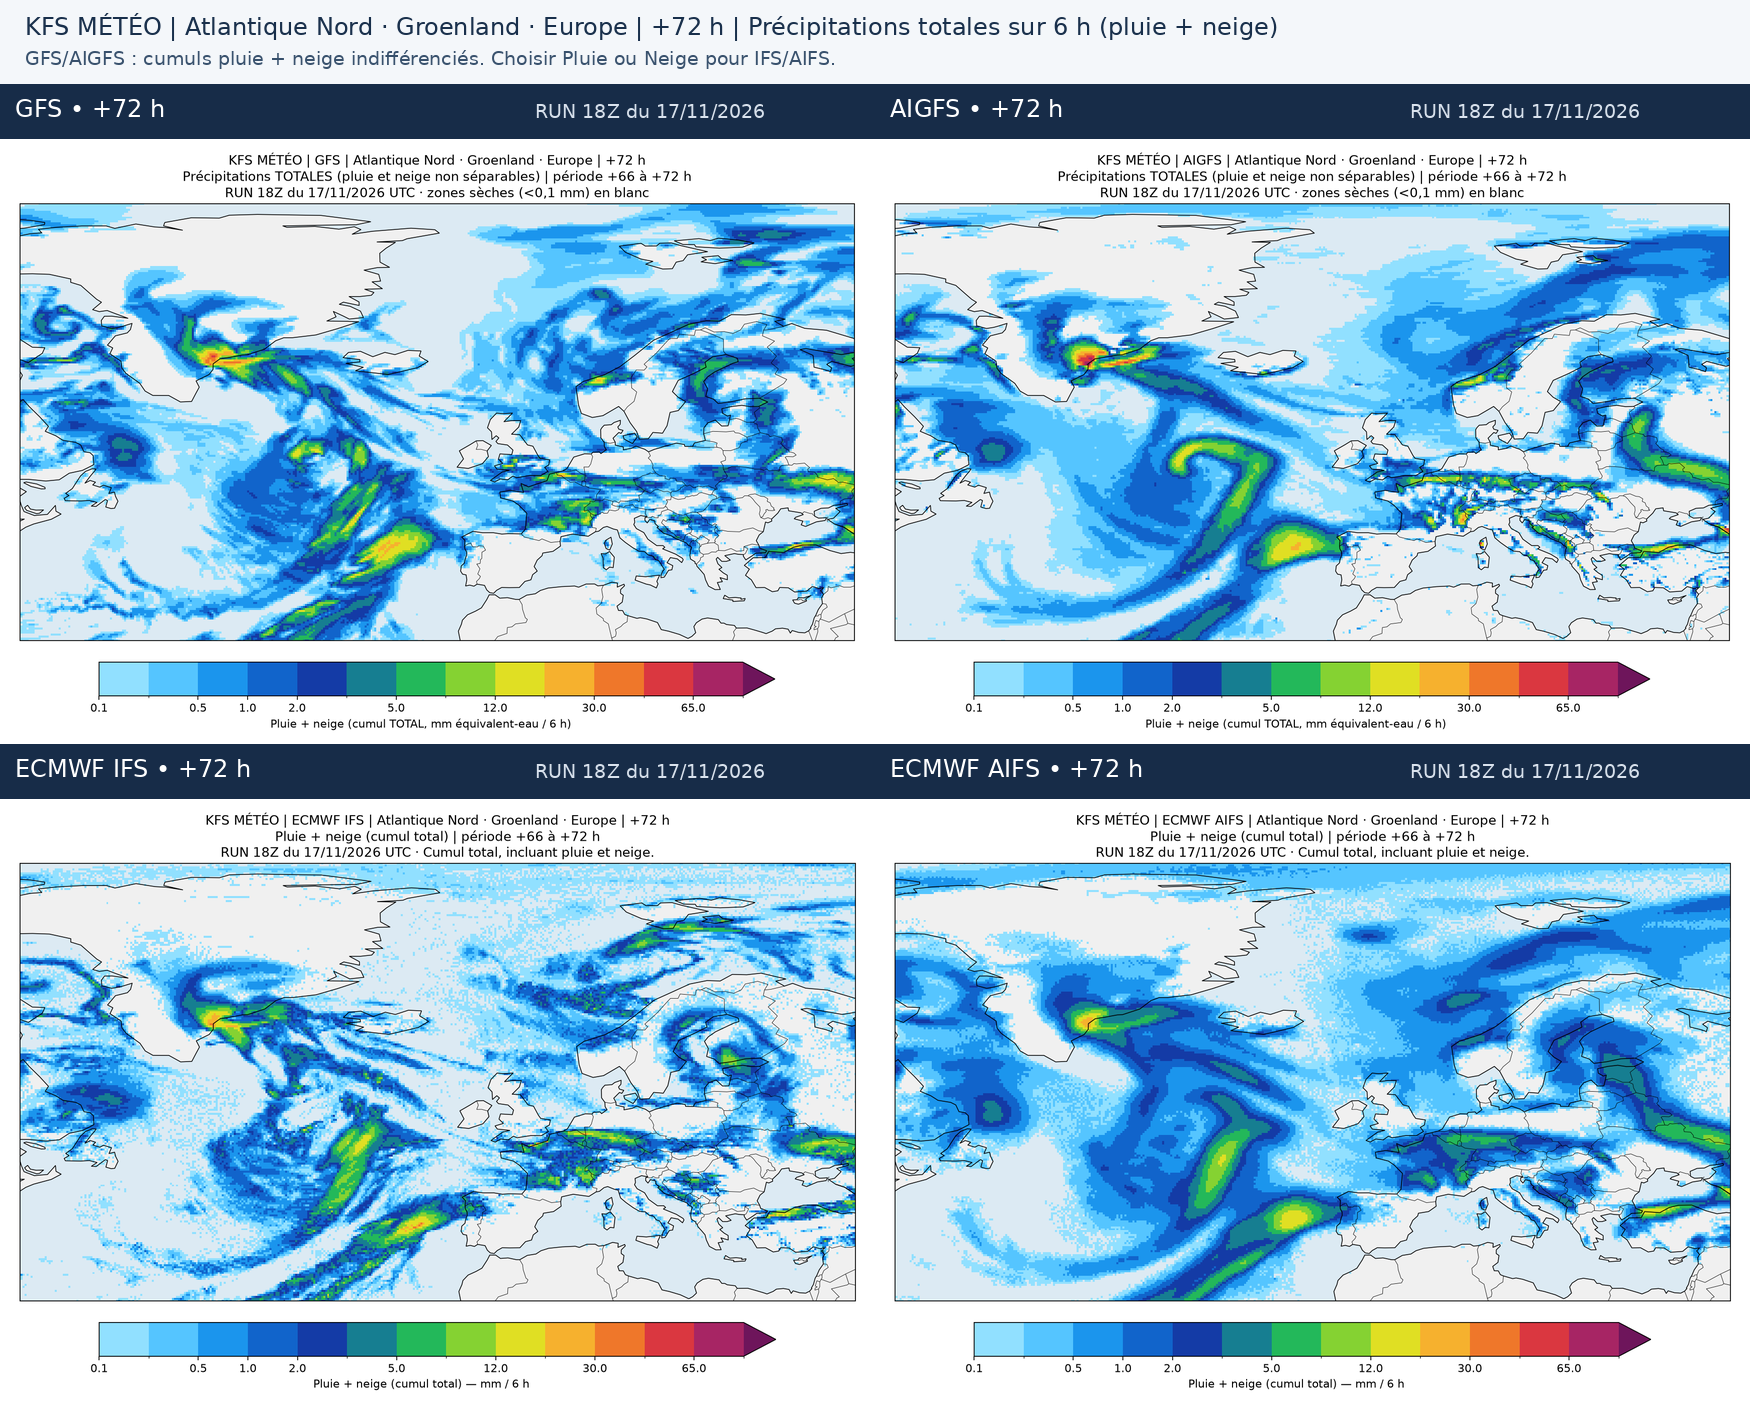 KFS MÉTÉO | Atlantique Nord · Groenland · Europe | +72 h | Précipitations totales sur 6 h (pluie + neige)
GFS/AIGFS : cumuls pluie + neige indifférenciés. Choisir Pluie ou Neige pour IFS/AIFS.
GFS • +72 h
RUN 18Z du 17/11/2026
AIGFS • +72 h
RUN 18Z du 17/11/2026
KFS MÉTÉO | GFS | Atlantique Nord · Groenland · Europe | +72 h
Précipitations TOTALES (pluie et neige non séparables) | période +66 à +72 h
RUN 18Z du 17/11/2026 UTC · zones sèches (<0,1 mm) en blanc
KFS MÉTÉO | AIGFS | Atlantique Nord · Groenland · Europe | +72 h
Précipitations TOTALES (pluie et neige non séparables) | période +66 à +72 h
RUN 18Z du 17/11/2026 UTC · zones sèches (<0,1 mm) en blanc
0.1 0.5 1.0 2.0 5.0 12.0 30.0 65.0
Pluie + neige (cumul TOTAL, mm équivalent-eau / 6 h)
0.1 0.5 1.0 2.0 5.0 12.0 30.0 65.0
Pluie + neige (cumul TOTAL, mm équivalent-eau / 6 h)
ECMWF IFS • +72 h
RUN 18Z du 17/11/2026
ECMWF AIFS • +72 h
RUN 18Z du 17/11/2026
KFS MÉTÉO | ECMWF IFS | Atlantique Nord · Groenland · Europe | +72 h
Pluie + neige (cumul total) | période +66 à +72 h
RUN 18Z du 17/11/2026 UTC · Cumul total, incluant pluie et neige.
KFS MÉTÉO | ECMWF AIFS | Atlantique Nord · Groenland · Europe | +72 h
Pluie + neige (cumul total) | période +66 à +72 h
RUN 18Z du 17/11/2026 UTC · Cumul total, incluant pluie et neige.
0.1 0.5 1.0 2.0 5.0 12.0 30.0 65.0
Pluie + neige (cumul total) — mm / 6 h
0.1 0.5 1.0 2.0 5.0 12.0 30.0 65.0
Pluie + neige (cumul total) — mm / 6 h